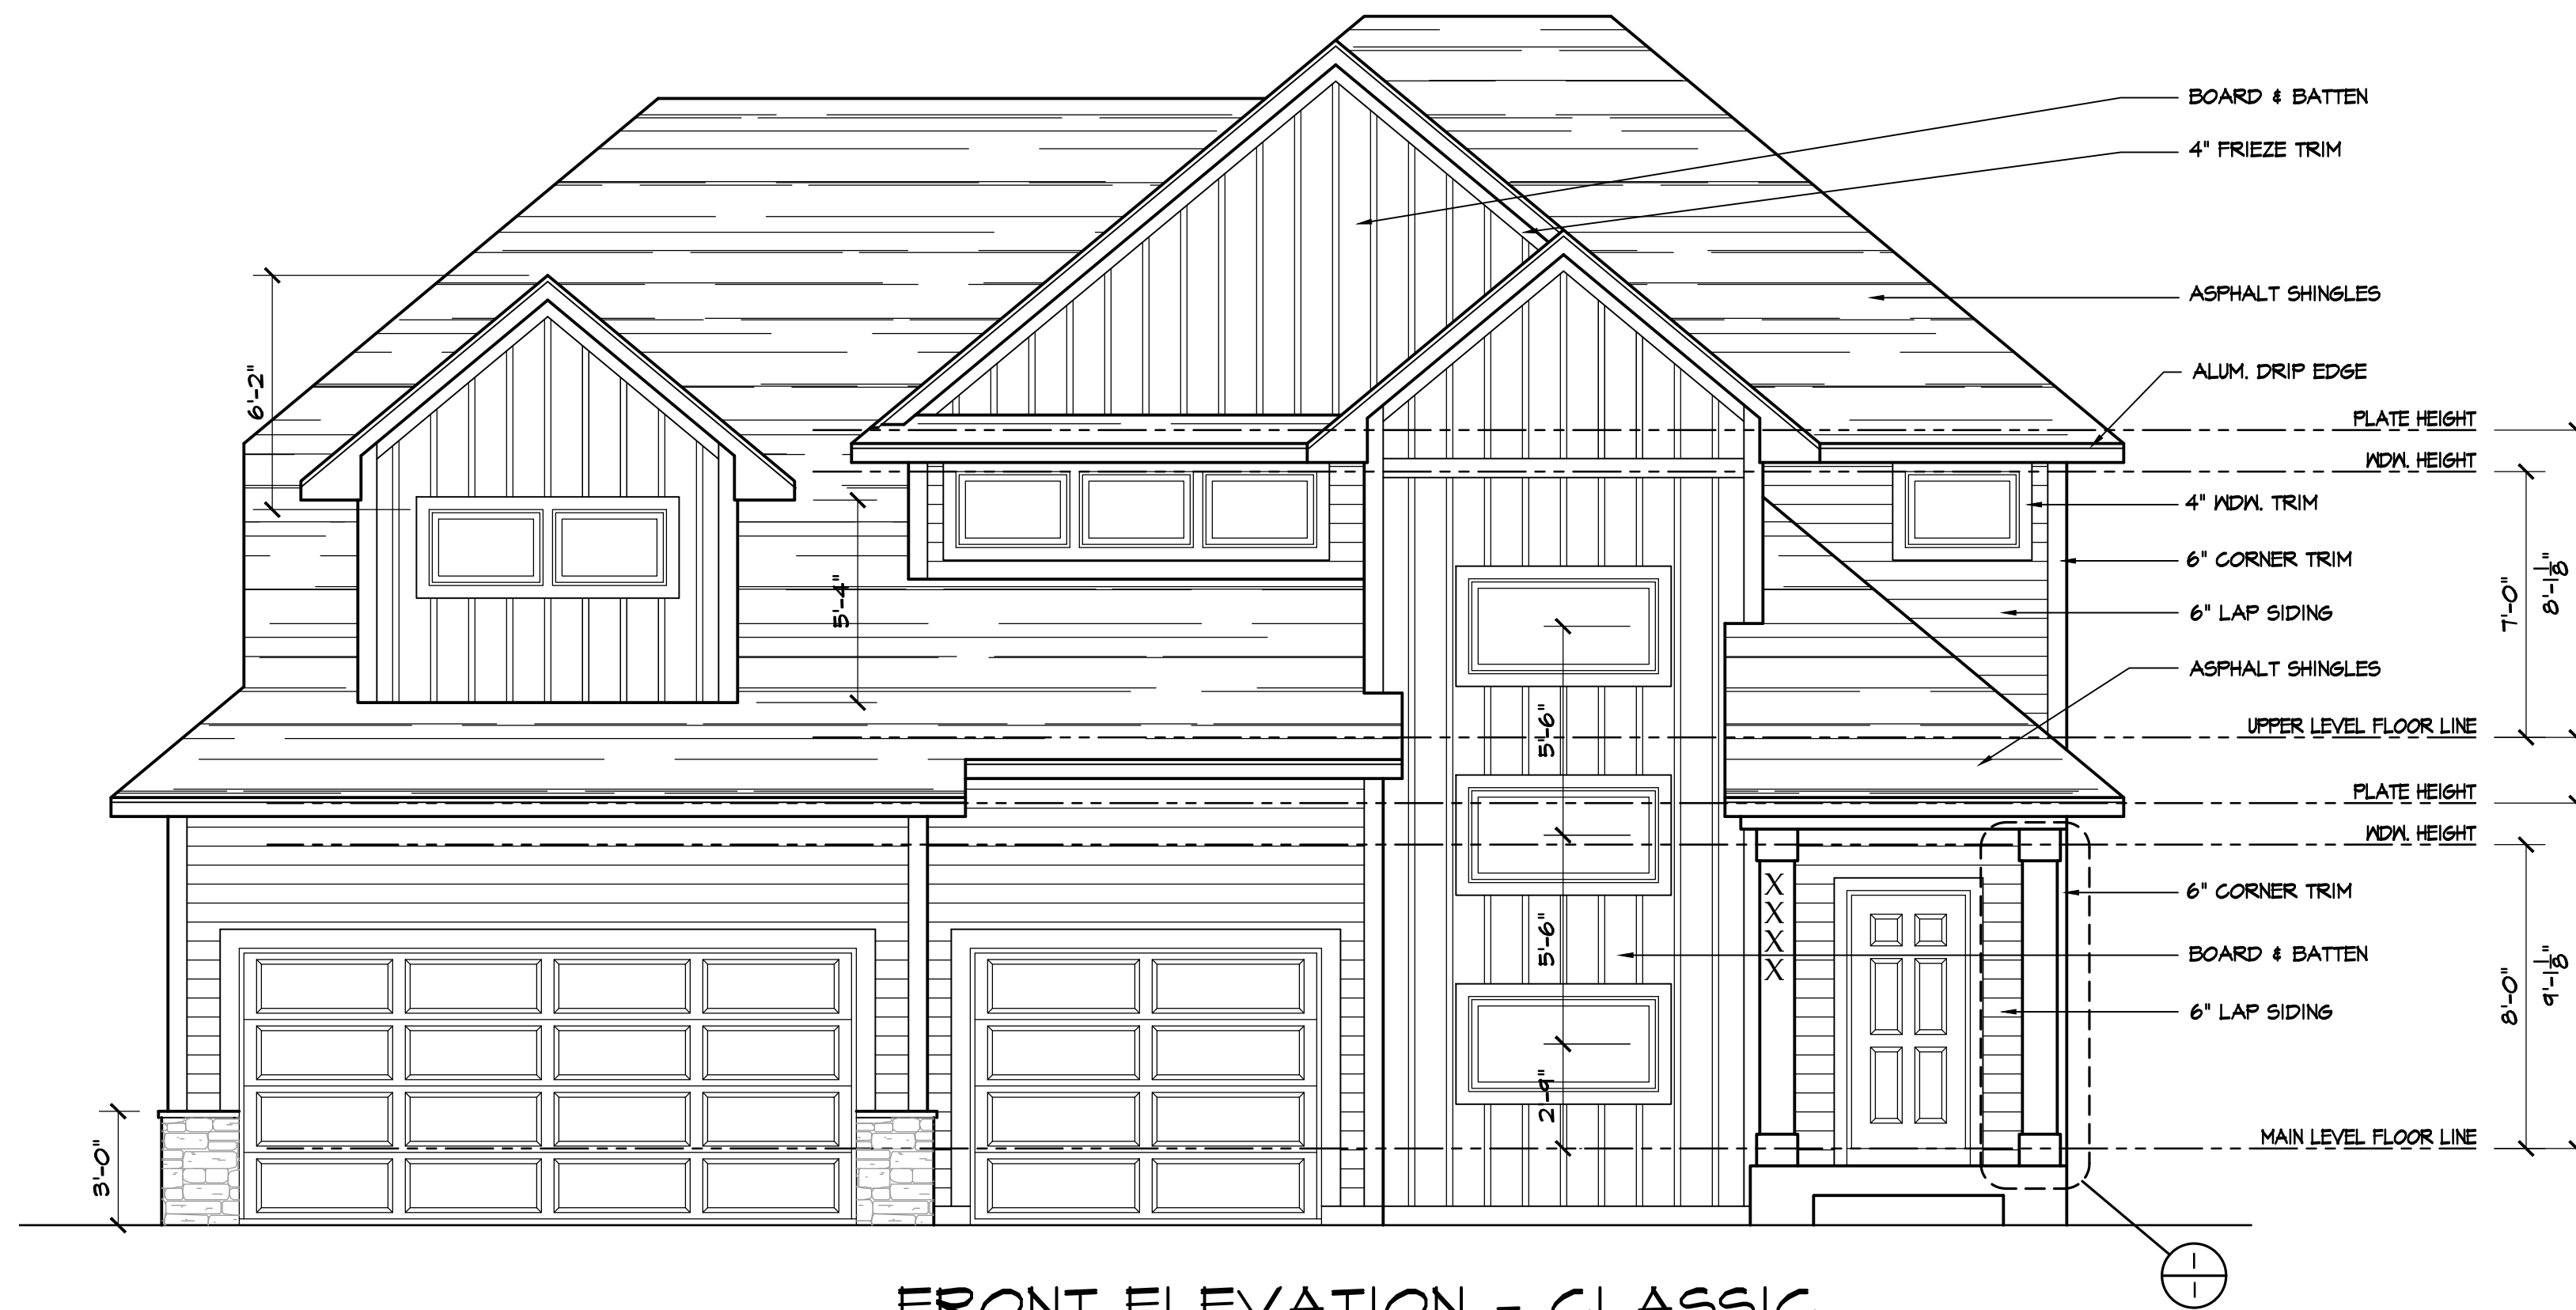 BOARD & BATTEN
4" FRIEZE TRIM
ASPHALT SHINGLES
ALUM. DRIP EDGE
PLATE HEIGHT
WDW. HEIGHT
4" WDW. TRIM
6" CORNER TRIM
6" LAP SIDING
ASPHALT SHINGLES
UPPER LEVEL FLOOR LINE
PLATE HEIGHT
WDW. HEIGHT
6" CORNER TRIM
BOARD & BATTEN
6" LAP SIDING
MAIN LEVEL FLOOR LINE
7'-0"
8'-1 1/8"
8'-0"
9'-1 1/8"
6'-2"
5'-4"
5'-6"
5'-6"
2'-9"
3'-0"
X
X
X
X
1
1
FRONT ELEVATION - CLASSIC